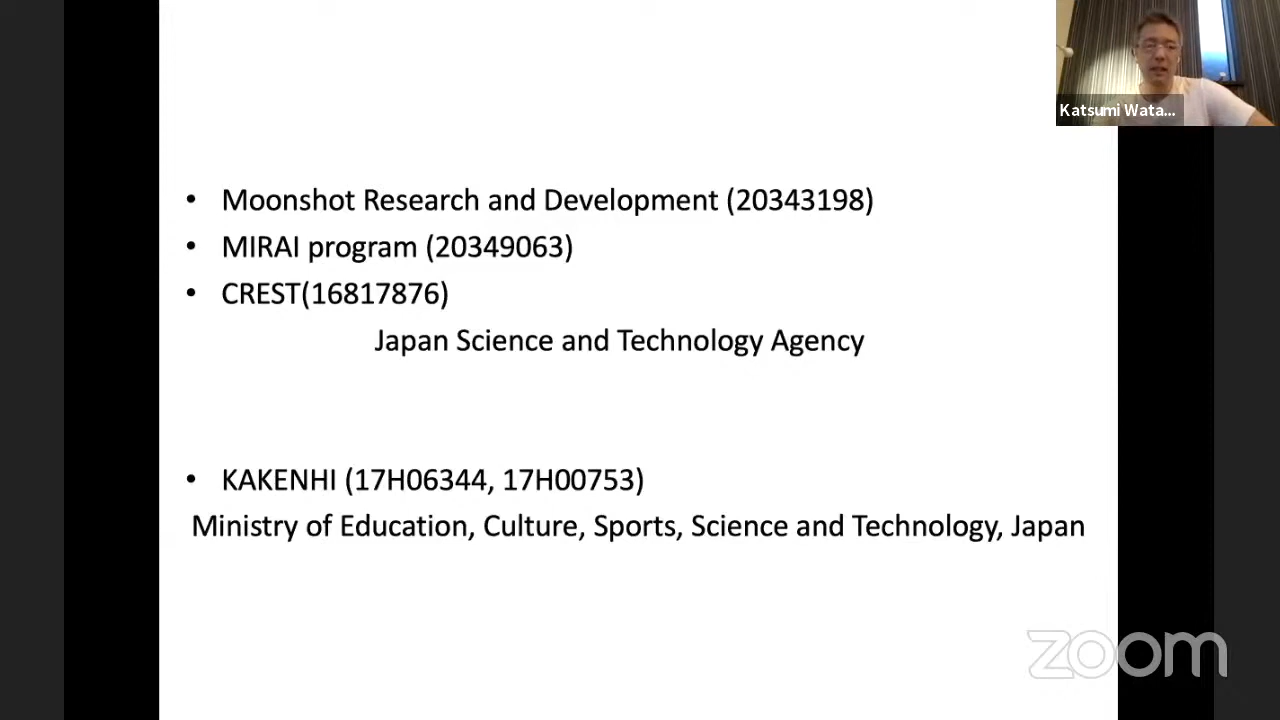 Katsumi Wata...
• Moonshot Research and Development (20343198)
• MIRAI program (20349063)
• CREST(16817876)
Japan Science and Technology Agency
• KAKENHI (17H06344, 17H00753)
Ministry of Education, Culture, Sports, Science and Technology, Japan
zoom